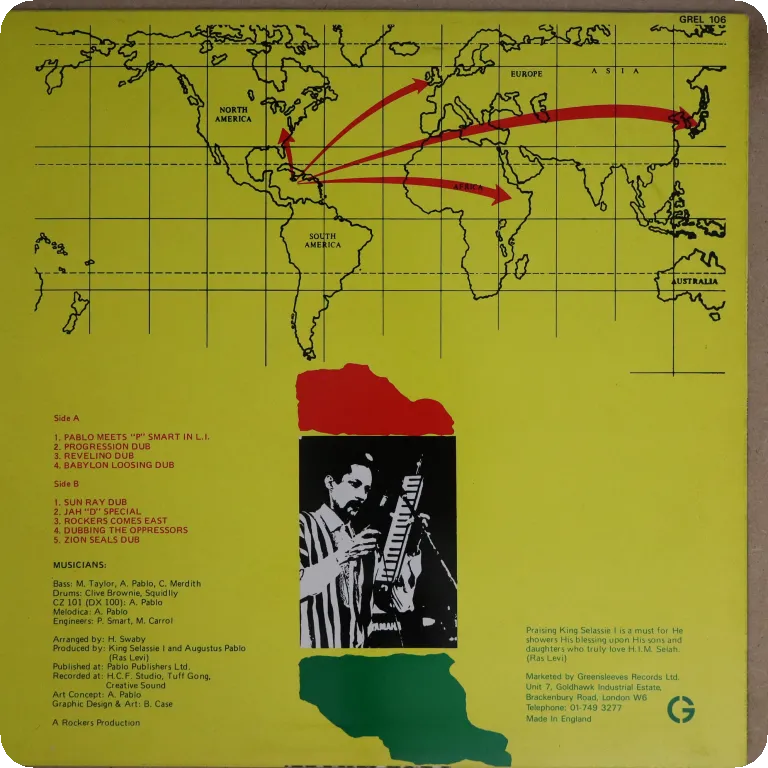 GREL 106
EUROPE
ASIA
NORTH
AMERICA
AFRICA
SOUTH
AMERICA
AUSTRALIA
Side A
1. PABLO MEETS "P" SMART IN L.I.
2. PROGRESSION DUB
3. REVELINO DUB
4. BABYLON LOOSING DUB
Side B
1. SUN RAY DUB
2. JAH "D" SPECIAL
3. ROCKERS COMES EAST
4. DUBBING THE OPPRESSORS
5. ZION SEALS DUB
MUSICIANS:
Bass: M. Taylor, A. Pablo, C. Merdith
Drums: Clive Brownie, Squidlly
CZ 101 (DX 100): A. Pablo
Melodica: A. Pablo
Engineers: P. Smart, M. Carrol
Arranged by: H. Swaby
Produced by: King Selassie I and Augustus Pablo
(Ras Levi)
Published at: Pablo Publishers Ltd.
Recorded at: H.C.F. Studio, Tuff Gong,
Creative Sound
Art Concept: A. Pablo
Graphic Design & Art: B. Case
A Rockers Production
YAMAH
Praising King Selassie I is a must for He
showers His blessing upon His sons and
daughters who truly love H.I.M. Selah.
(Ras Levi)
Marketed by Greensleeves Records Ltd.
Unit 7, Goldhawk Industrial Estate,
Brackenbury Road, London W6
Telephone: 01-749 3277
Made In England